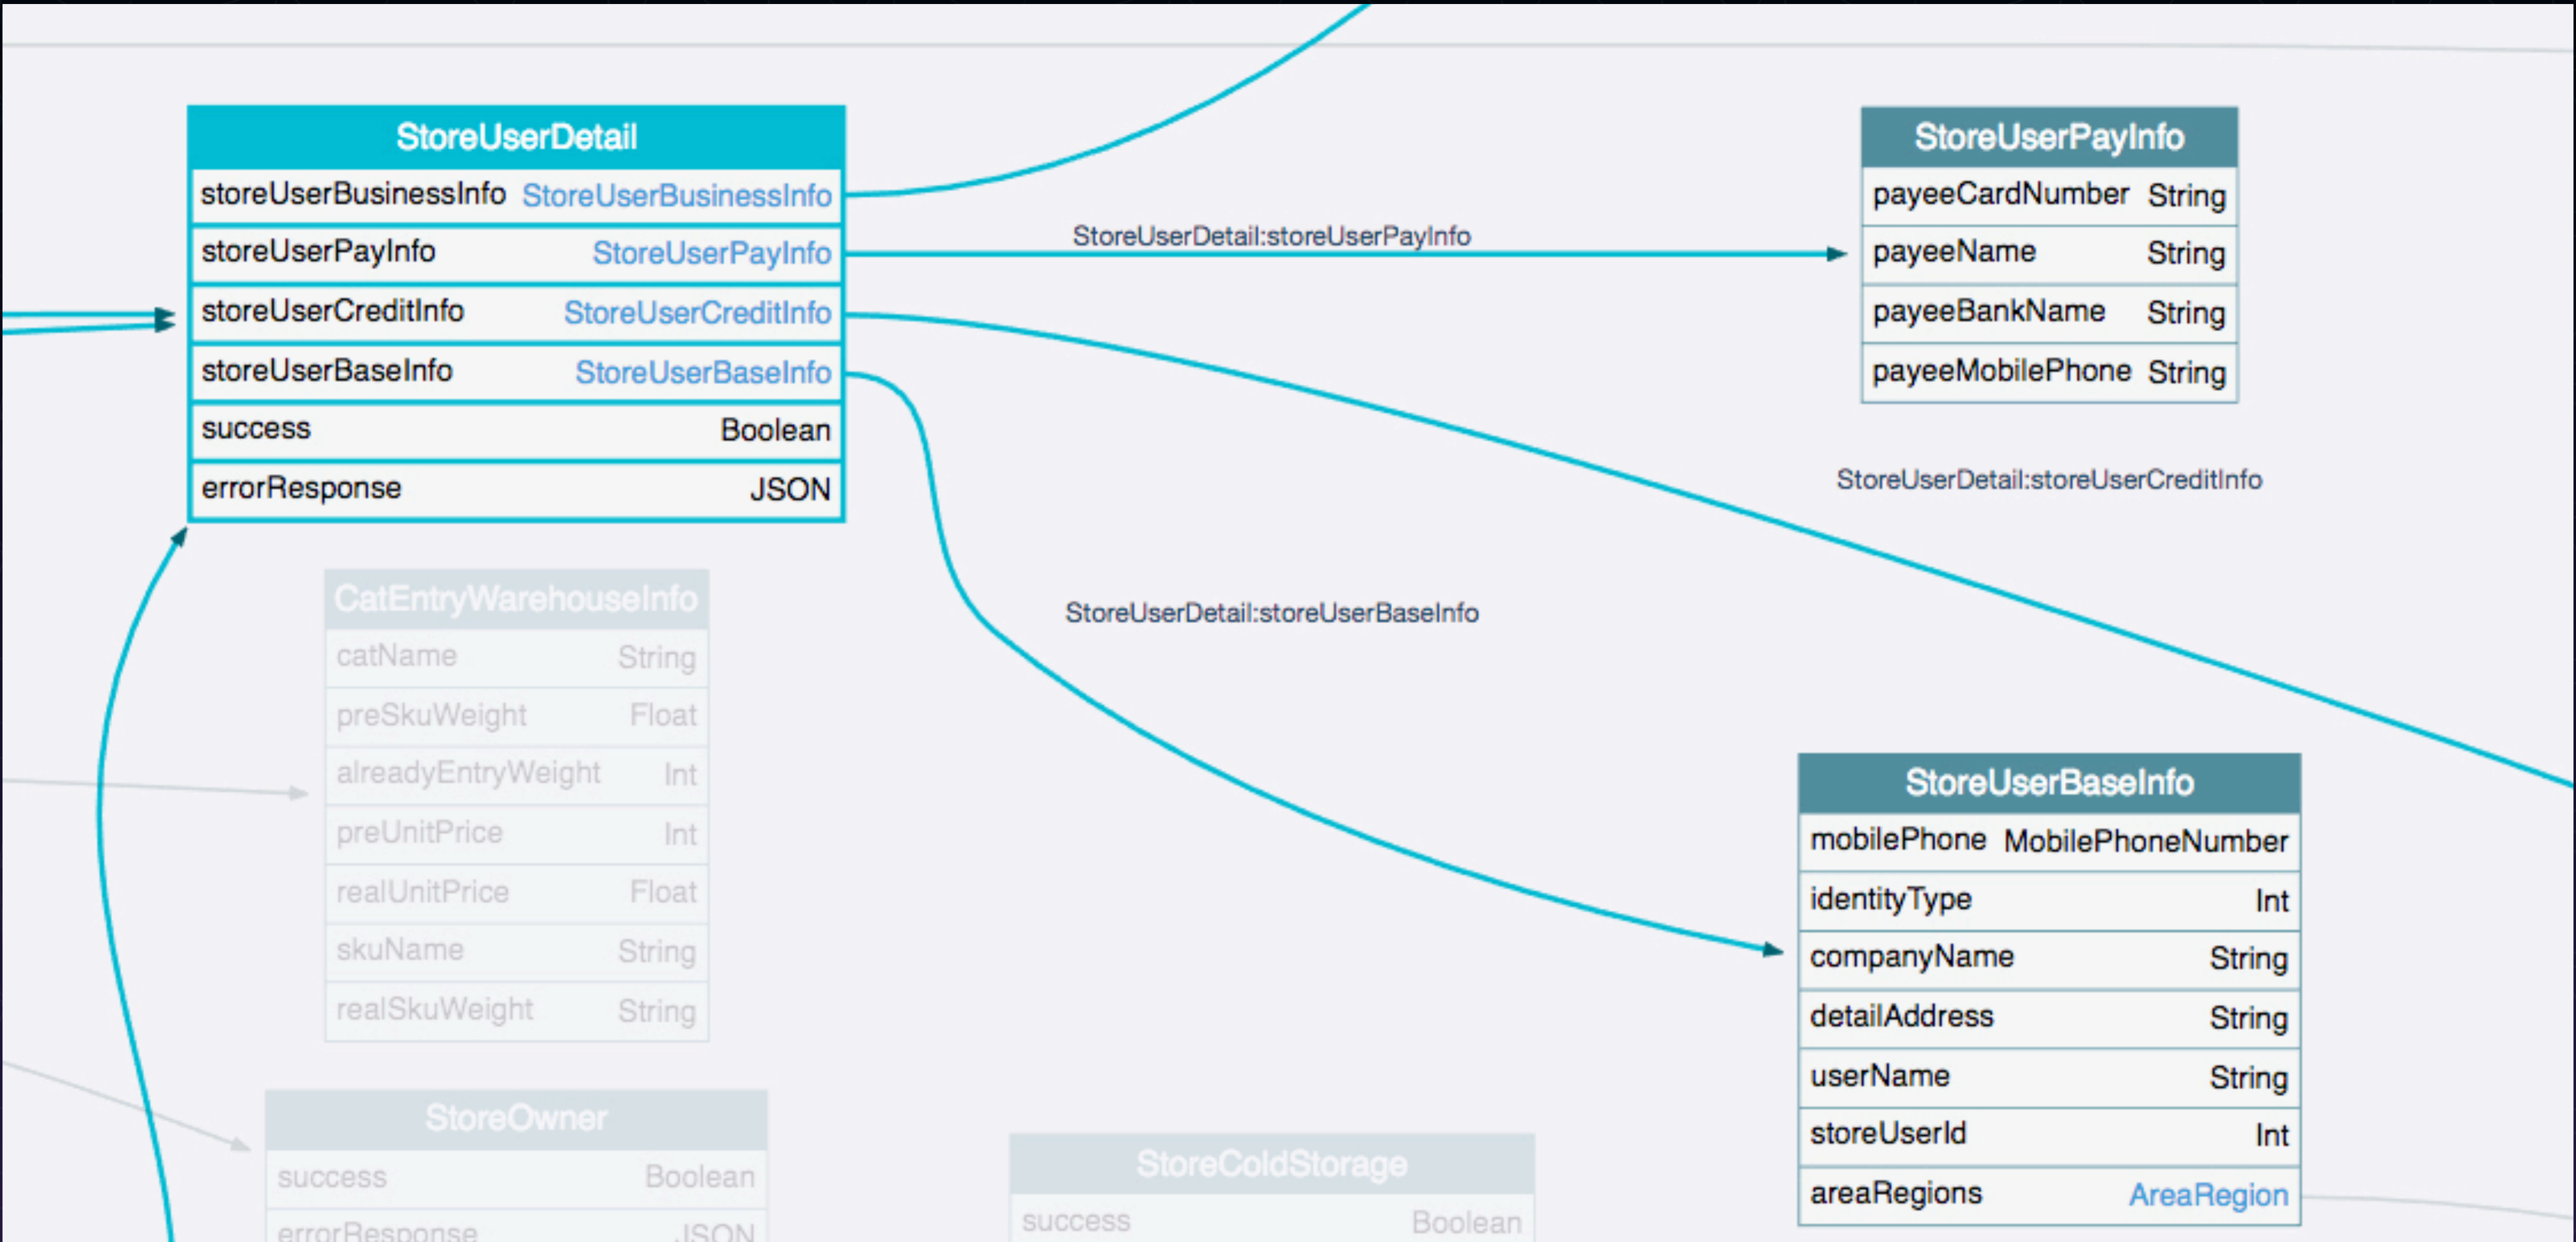 StoreUserDetail
storeUserBusinessInfo StoreUserBusinessInfo
storeUserPayInfo StoreUserPayInfo
storeUserCreditInfo StoreUserCreditInfo
storeUserBaseInfo StoreUserBaseInfo
success Boolean
errorResponse JSON
StoreUserDetail:storeUserPayInfo
StoreUserPayInfo
payeeCardNumber String
payeeName String
payeeBankName String
payeeMobilePhone String
StoreUserDetail:storeUserCreditInfo
StoreUserDetail:storeUserBaseInfo
CatEntryWarehouseInfo
catName String
preSkuWeight Float
alreadyEntryWeight Int
preUnitPrice Int
realUnitPrice Float
skuName String
realSkuWeight String
StoreUserBaseInfo
mobilePhone MobilePhoneNumber
identityType Int
companyName String
detailAddress String
userName String
storeUserId Int
areaRegions AreaRegion
StoreOwner
success Boolean
errorResponse JSON
StoreColdStorage
success Boolean